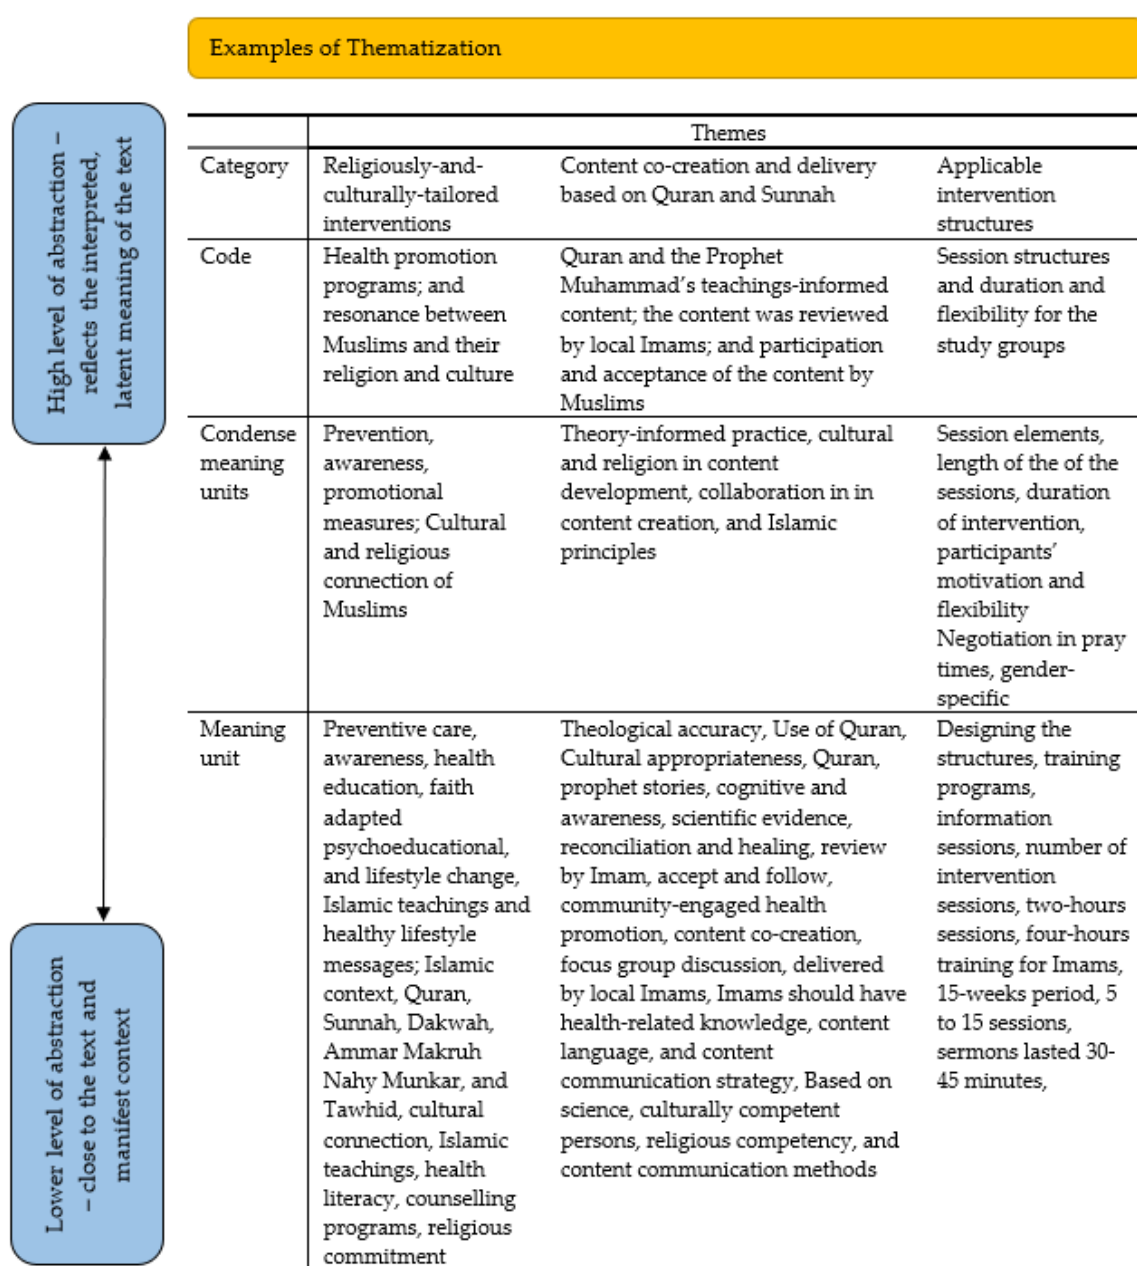 Examples of Thematization
High level of abstraction –
reflects the interpreted,
latent meaning of the text
Lower level of abstraction
– close to the text and
manifest context
Themes
Category
Religiously-and-
culturally-tailored
interventions
Content co-creation and delivery
based on Quran and Sunnah
Applicable
intervention
structures
Code
Health promotion
programs; and
resonance between
Muslims and their
religion and culture
Quran and the Prophet
Muhammad's teachings-informed
content; the content was reviewed
by local Imams; and participation
and acceptance of the content by
Muslims
Session structures
and duration and
flexibility for the
study groups
Condense
meaning
units
Prevention,
awareness,
promotional
measures; Cultural
and religious
connection of
Muslims
Theory-informed practice, cultural
and religion in content
development, collaboration in in
content creation, and Islamic
principles
Session elements,
length of the of the
sessions, duration
of intervention,
participants'
motivation and
flexibility
Negotiation in pray
times, gender-
specific
Meaning
unit
Preventive care,
awareness, health
education, faith
adapted
psychoeducational,
and lifestyle change,
Islamic teachings and
healthy lifestyle
messages; Islamic
context, Quran,
Sunnah, Dakwah,
Ammar Makruh
Nahy Munkar, and
Tawhid, cultural
connection, Islamic
teachings, health
literacy, counselling
programs, religious
commitment
Theological accuracy, Use of Quran,
Cultural appropriateness, Quran,
prophet stories, cognitive and
awareness, scientific evidence,
reconciliation and healing, review
by Imam, accept and follow,
community-engaged health
promotion, content co-creation,
focus group discussion, delivered
by local Imams, Imams should have
health-related knowledge, content
language, and content
communication strategy, Based on
science, culturally competent
persons, religious competency, and
content communication methods
Designing the
structures, training
programs,
information
sessions, number of
intervention
sessions, two-hours
sessions, four-hours
training for Imams,
15-weeks period, 5
to 15 sessions,
sermons lasted 30-
45 minutes,